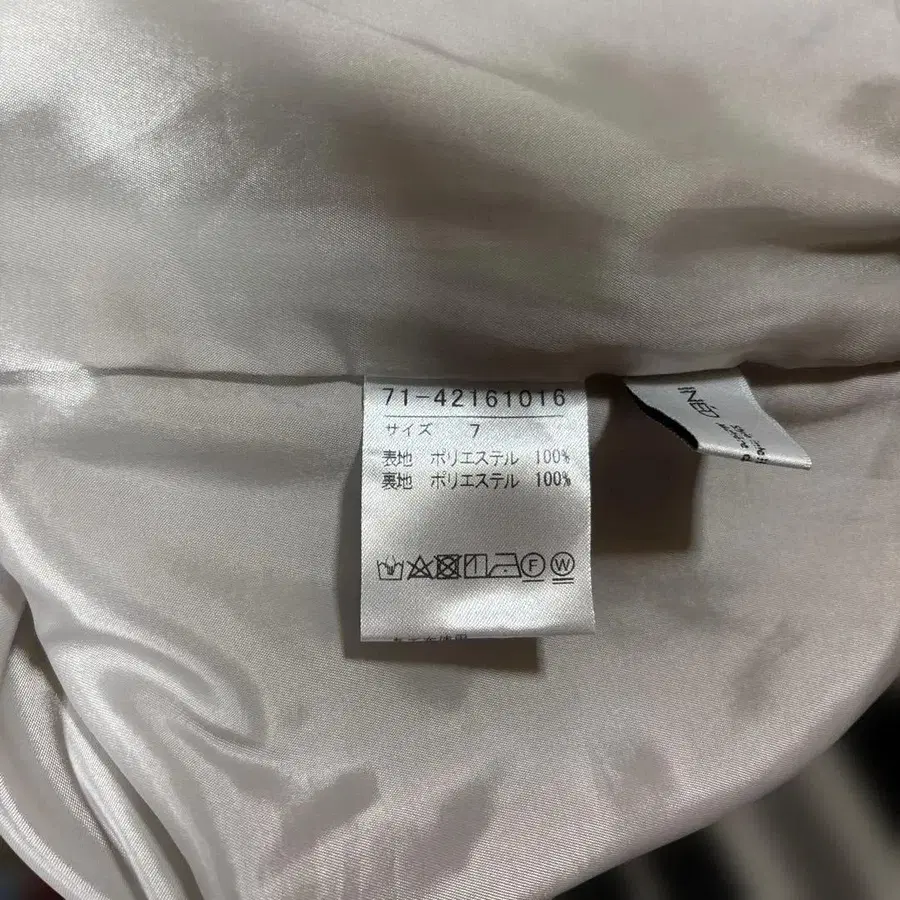 71-42161016
サイズ 7
表地 ポリエステル 100%
裏地 ポリエステル 100%
F W
INÉD